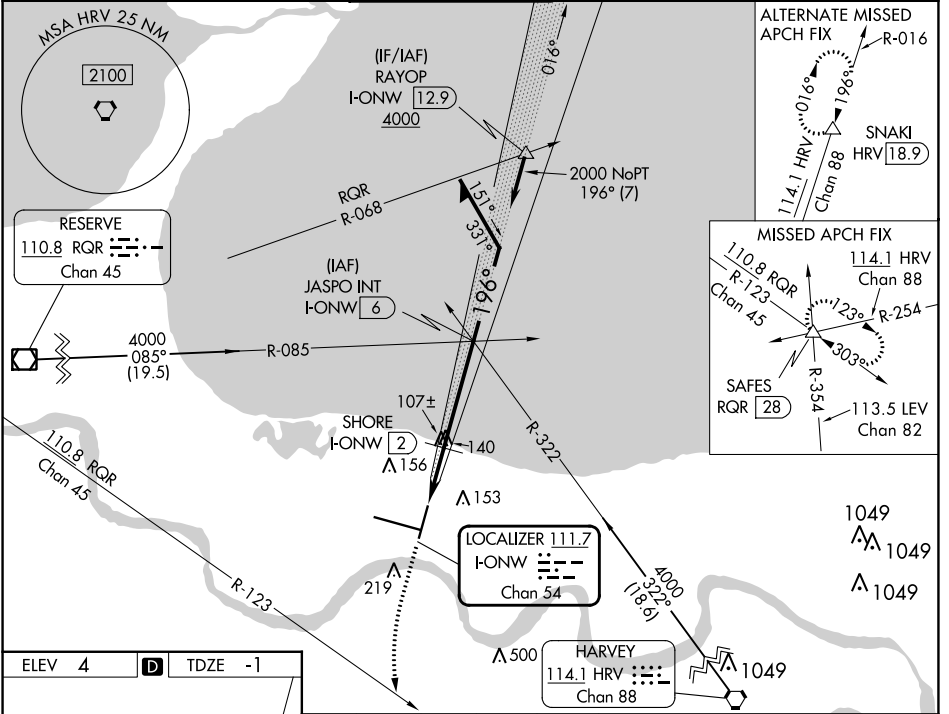 MSA HRV 25 NM
2100
(IF/IAF)
RAYOP
I-ONW 12.9
4000
016°
ALTERNATE MISSED
APCH FIX
R-016
016°
196°
SNAKI
HRV 18.9
114.1 HRV
Chan 88
2000 NoPT
196° (7)
RQR
R-068
151°
331°
196°
RESERVE
110.8 RQR
Chan 45
(IAF)
JASPO INT
I-ONW 6
4000
085°
(19.5)
R-085
MISSED APCH FIX
110.8 RQR
R-123
Chan 45
114.1 HRV
Chan 88
123°
R-254
303°
SAFES
RQR 28
R-354
113.5 LEV
Chan 82
107±
SHORE
I-ONW 2
140
156
R-322
153
110.8 RQR
Chan 45
LOCALIZER 111.7
I-ONW
Chan 54
1049
1049
1049
219
R-123
4000
322°
(18.6)
500
HARVEY
114.1 HRV
Chan 88
1049
ELEV 4
D
TDZE -1